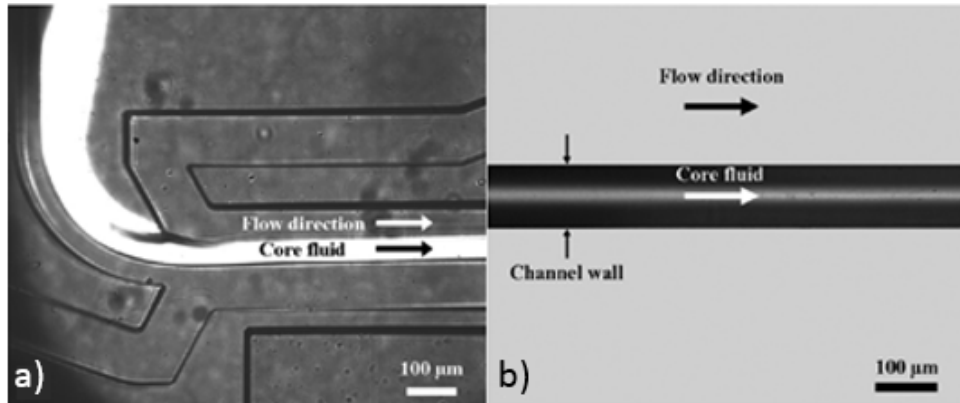 Flow direction
Core fluid
100 µm
a)
Flow direction
Core fluid
Channel wall
100 µm
b)